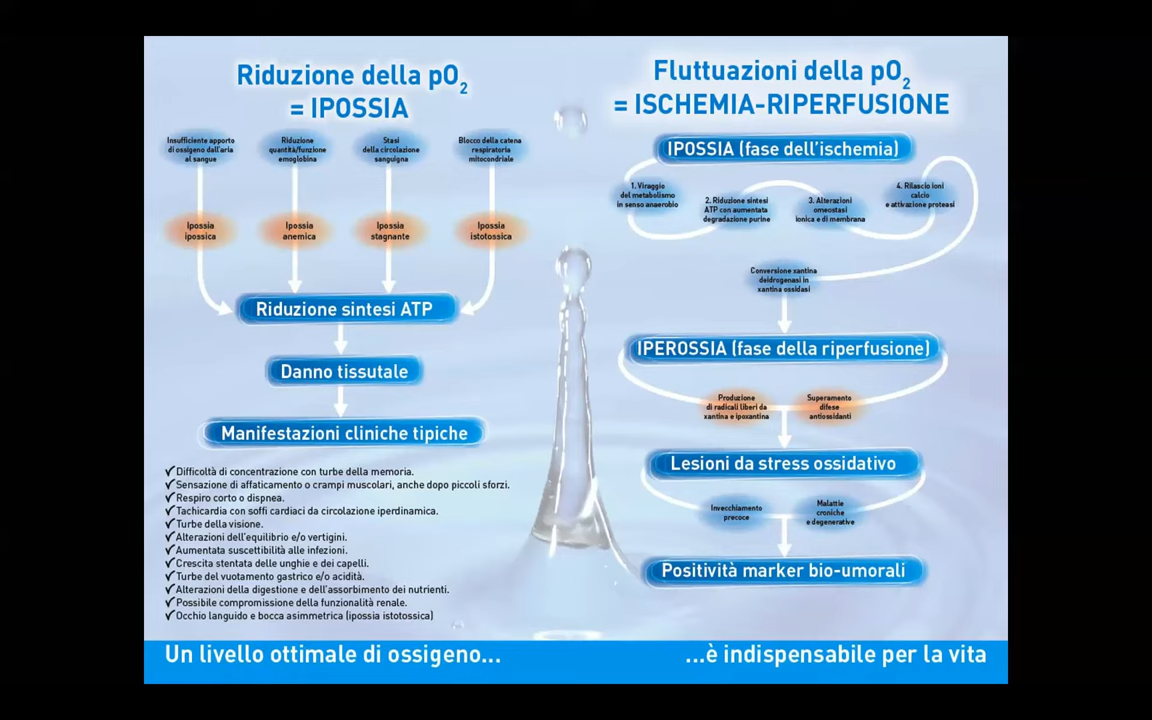 Riduzione della pO2
= IPOSSIA
Insufficiente apporto
di ossigeno dall'aria
al sangue
Riduzione
quantità/funzione
emoglobina
Stasi
della circolazione
sanguigna
Blocco della catena
respiratoria
mitocondriale
Ipossia
ipossica
Ipossia
anemica
Ipossia
stagnante
Ipossia
istotossica
Riduzione sintesi ATP
Danno tissutale
Manifestazioni cliniche tipiche
✓Difficoltà di concentrazione con turbe della memoria.
✓Sensazione di affaticamento o crampi muscolari, anche dopo piccoli sforzi.
✓Respiro corto o dispnea.
✓Tachicardia con soffi cardiaci da circolazione iperdinamica.
✓Turbe della visione.
✓Alterazioni dell'equilibrio e/o vertigini.
✓Aumentata suscettibilità alle infezioni.
✓Crescita stentata delle unghie e dei capelli.
✓Turbe del vuotamento gastrico e/o acidità.
✓Alterazioni della digestione e dell'assorbimento dei nutrienti.
✓Possibile compromissione della funzionalità renale.
✓Occhio languido e bocca asimmetrica (ipossia istotossica)
Fluttuazioni della pO2
= ISCHEMIA-RIPERFUSIONE
IPOSSIA (fase dell'ischemia)
1. Viraggio
del metabolismo
in senso anaerobio
2. Riduzione sintesi
ATP con aumentata
degradazione purine
3. Alterazioni
omeostasi
ionica e di membrana
4. Rilascio ioni
calcio
e attivazione proteasi
Conversione xantina
deidrogenasi in
xantina ossidasi
IPEROSSIA (fase della riperfusione)
Produzione
di radicali liberi da
xantina e ipoxantina
Superamento
difese
antiossidanti
Lesioni da stress ossidativo
Invecchiamento
precoce
Malattie
croniche
e degenerative
Positività marker bio-umorali
Un livello ottimale di ossigeno...
...è indispensabile per la vita